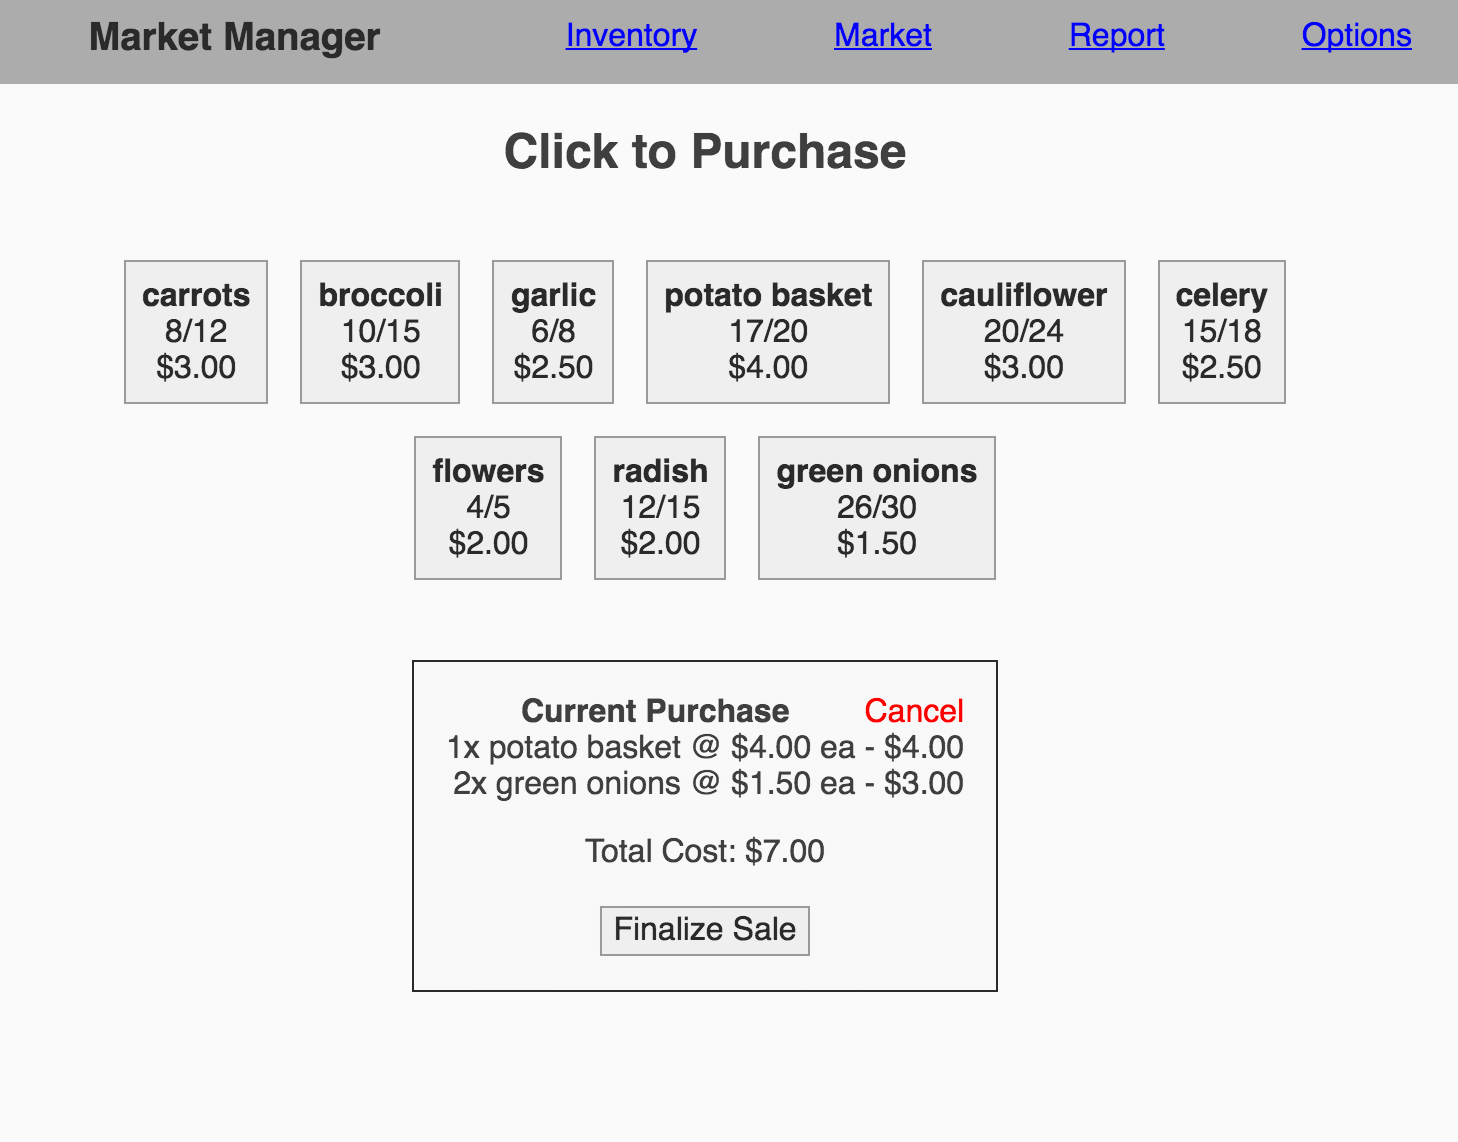 Market Manager Inventory Market Report Options
Click to Purchase
carrots
8/12
$3.00
broccoli
10/15
$3.00
garlic
6/8
$2.50
potato basket
17/20
$4.00
cauliflower
20/24
$3.00
celery
15/18
$2.50
flowers
4/5
$2.00
radish
12/15
$2.00
green onions
26/30
$1.50
Current Purchase Cancel
1x potato basket @ $4.00 ea - $4.00
2x green onions @ $1.50 ea - $3.00
Total Cost: $7.00
Finalize Sale